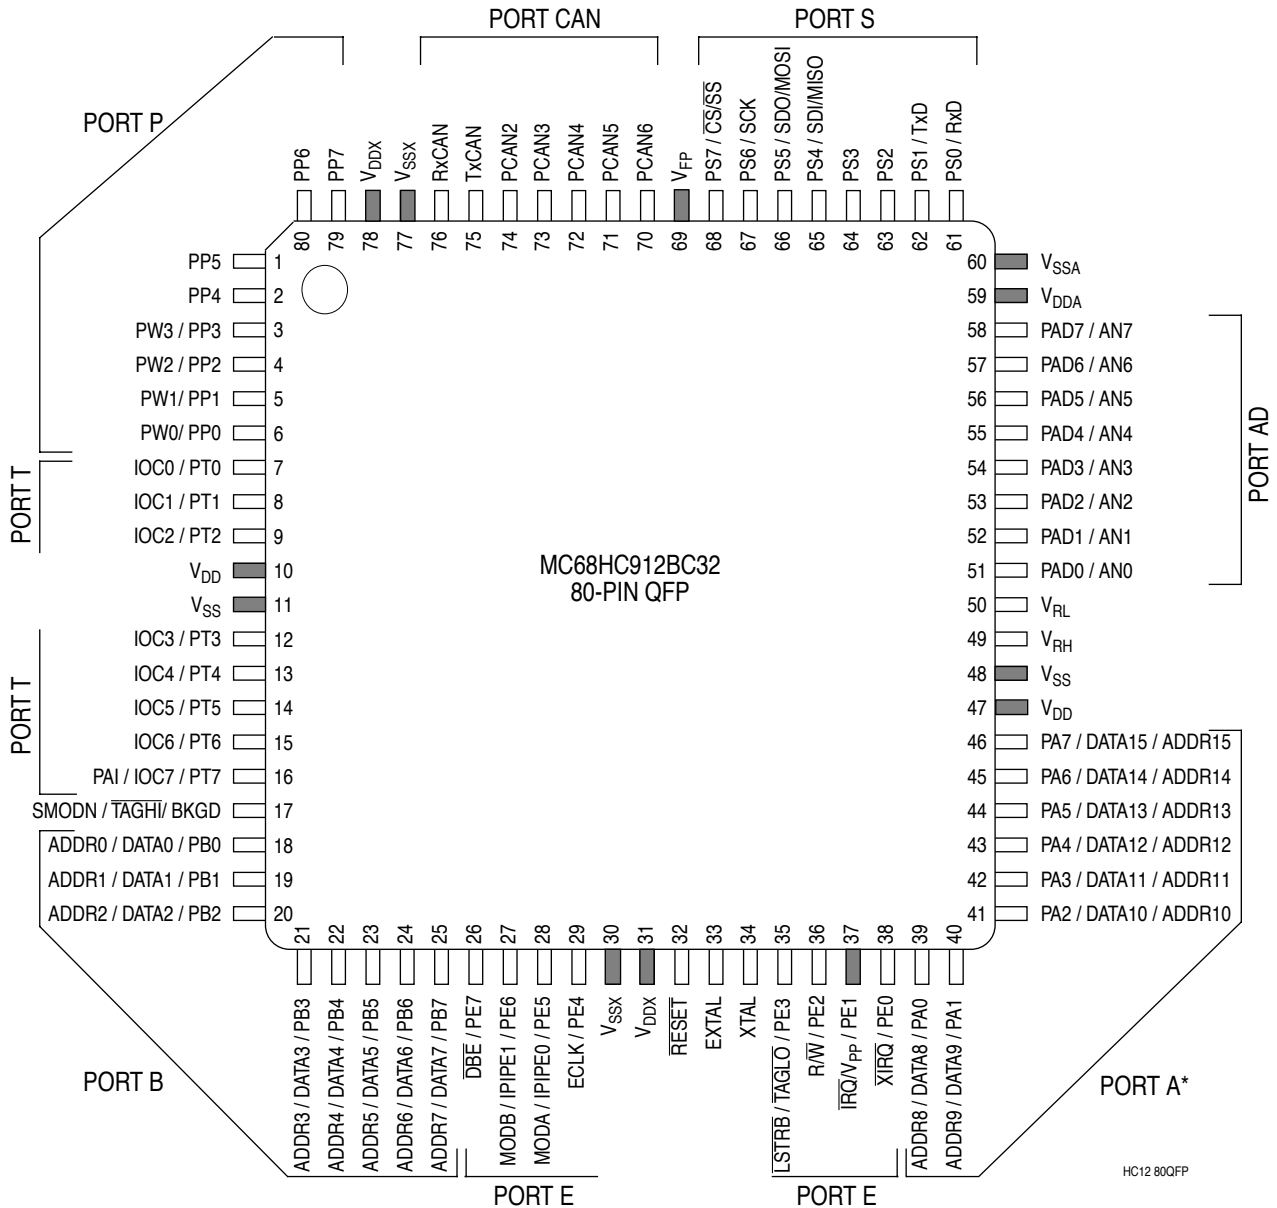 PORT CAN
PORT S
PORT P
PP6
PP7
VDDX
VSSX
RxCAN
TxCAN
PCAN2
PCAN3
PCAN4
PCAN5
PCAN6
VFP
PS7 / C̅S̅/S̅S̅
PS6 / SCK
PS5 / SDO/MOSI
PS4 / SDI/MISO
PS3
PS2
PS1 / TxD
PS0 / RxD
80
79
78
77
76
75
74
73
72
71
70
69
68
67
66
65
64
63
62
61
PP5 1
PP4 2
PW3 / PP3 3
PW2 / PP2 4
PW1/ PP1 5
PW0/ PP0 6
PORT T
IOC0 / PT0 7
IOC1 / PT1 8
IOC2 / PT2 9
VDD 10
VSS 11
PORT T
IOC3 / PT3 12
IOC4 / PT4 13
IOC5 / PT5 14
IOC6 / PT6 15
PAI / IOC7 / PT7 16
SMODN / T̅A̅G̅H̅I̅/ BKGD 17
ADDR0 / DATA0 / PB0 18
ADDR1 / DATA1 / PB1 19
ADDR2 / DATA2 / PB2 20
MC68HC912BC32
80-PIN QFP
60 VSSA
59 VDDA
58 PAD7 / AN7
57 PAD6 / AN6
56 PAD5 / AN5
55 PAD4 / AN4
54 PAD3 / AN3
53 PAD2 / AN2
52 PAD1 / AN1
51 PAD0 / AN0
PORT AD
50 VRL
49 VRH
48 VSS
47 VDD
46 PA7 / DATA15 / ADDR15
45 PA6 / DATA14 / ADDR14
44 PA5 / DATA13 / ADDR13
43 PA4 / DATA12 / ADDR12
42 PA3 / DATA11 / ADDR11
41 PA2 / DATA10 / ADDR10
21
22
23
24
25
26
27
28
29
30
31
32
33
34
35
36
37
38
39
40
ADDR3 / DATA3 / PB3
ADDR4 / DATA4 / PB4
ADDR5 / DATA5 / PB5
ADDR6 / DATA6 / PB6
ADDR7 / DATA7 / PB7
D̅B̅E̅ / PE7
MODB / IPIPE1 / PE6
MODA / IPIPE0 / PE5
ECLK / PE4
VSSX
VDDX
R̅E̅S̅E̅T̅
EXTAL
XTAL
L̅S̅T̅R̅B̅ / T̅A̅G̅L̅O̅ / PE3
R/W̅ / PE2
I̅R̅Q̅/VPP / PE1
X̅I̅R̅Q̅ / PE0
ADDR8 / DATA8 / PA0
ADDR9 / DATA9 / PA1
PORT B
PORT E
PORT E
PORT A*
HC12 80QFP